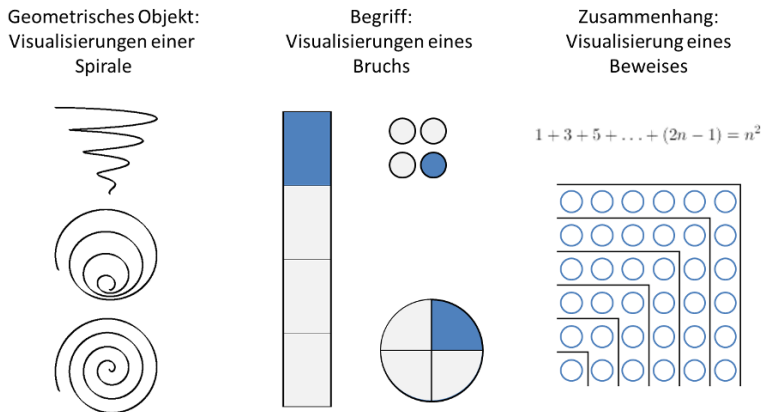 Geometrisches Objekt:
Visualisierungen einer
Spirale
Begriff:
Visualisierungen eines
Bruchs
Zusammenhang:
Visualisierung eines
Beweises
1 + 3 + 5 + . . . + (2n − 1) = n²